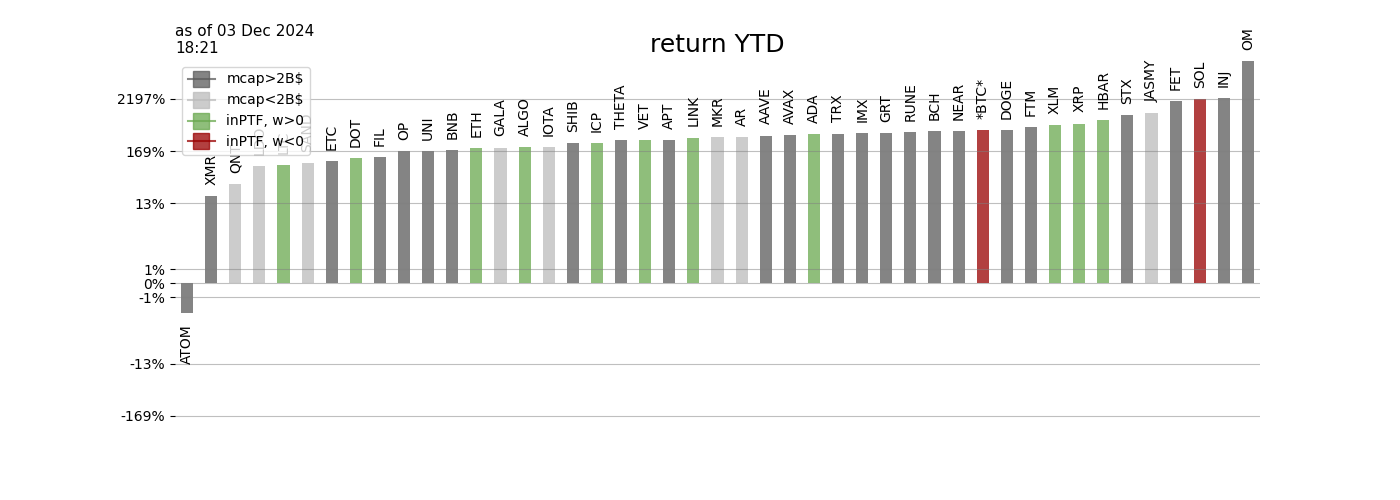 as of 03 Dec 2024
18:21
return YTD
mcap>2B$
mcap<2B$
inPTF, w>0
inPTF, w<0
2197%
169%
13%
1%
0%
-1%
-13%
-169%
ATOM
XMR
QNT
SAND
ETC
DOT
FIL
OP
UNI
BNB
ETH
GALA
ALGO
IOTA
SHIB
ICP
THETA
VET
APT
LINK
MKR
AR
AAVE
AVAX
ADA
TRX
IMX
GRT
RUNE
BCH
NEAR
*BTC*
DOGE
FTM
XLM
XRP
HBAR
STX
JASMY
FET
SOL
INJ
OM